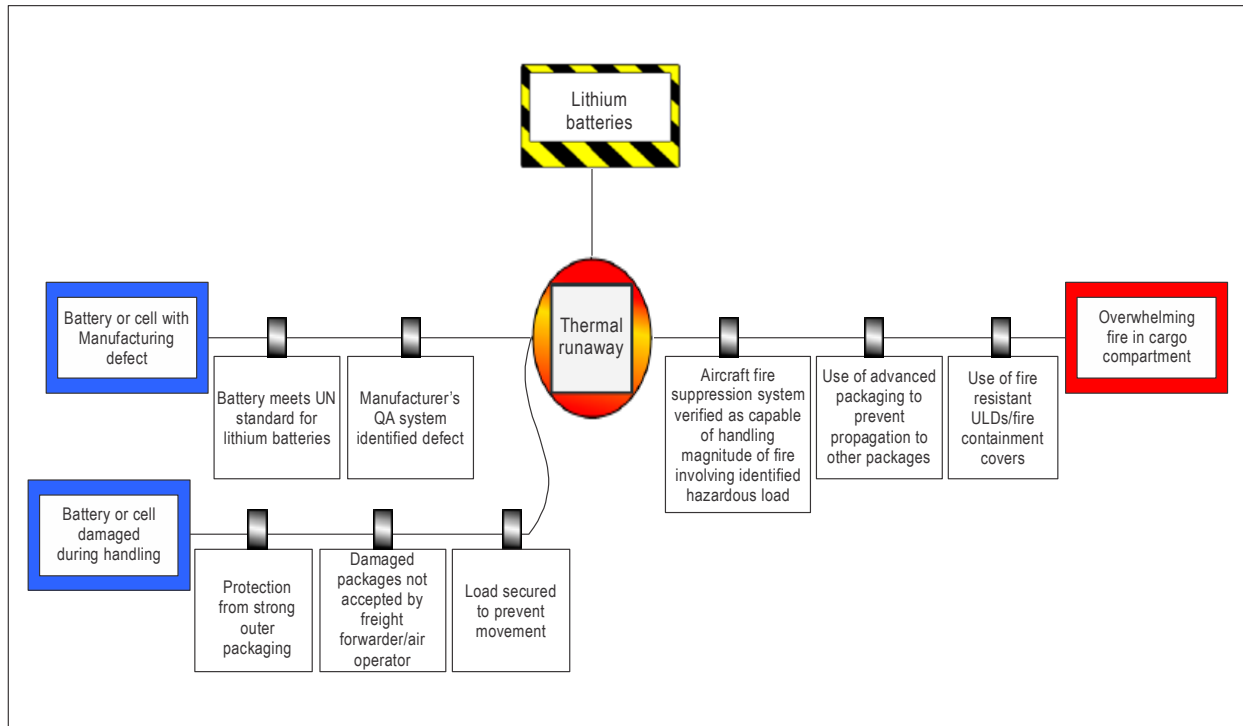 Lithium
batteries
Battery or cell with
Manufacturing
defect
Thermal
runaway
Overwhelming
fire in cargo
compartment
Battery meets UN
standard for
lithium batteries
Manufacturer's
QA system
identified defect
Aircraft fire
suppression system
verified as capable
of handling
magnitude of fire
involving identified
hazardous load
Use of advanced
packaging to
prevent
propagation to
other packages
Use of fire
resistant
ULDs/fire
containment
covers
Battery or cell
damaged
during handling
Protection
from strong
outer
packaging
Damaged
packages not
accepted by
freight
forwarder/air
operator
Load secured
to prevent
movement